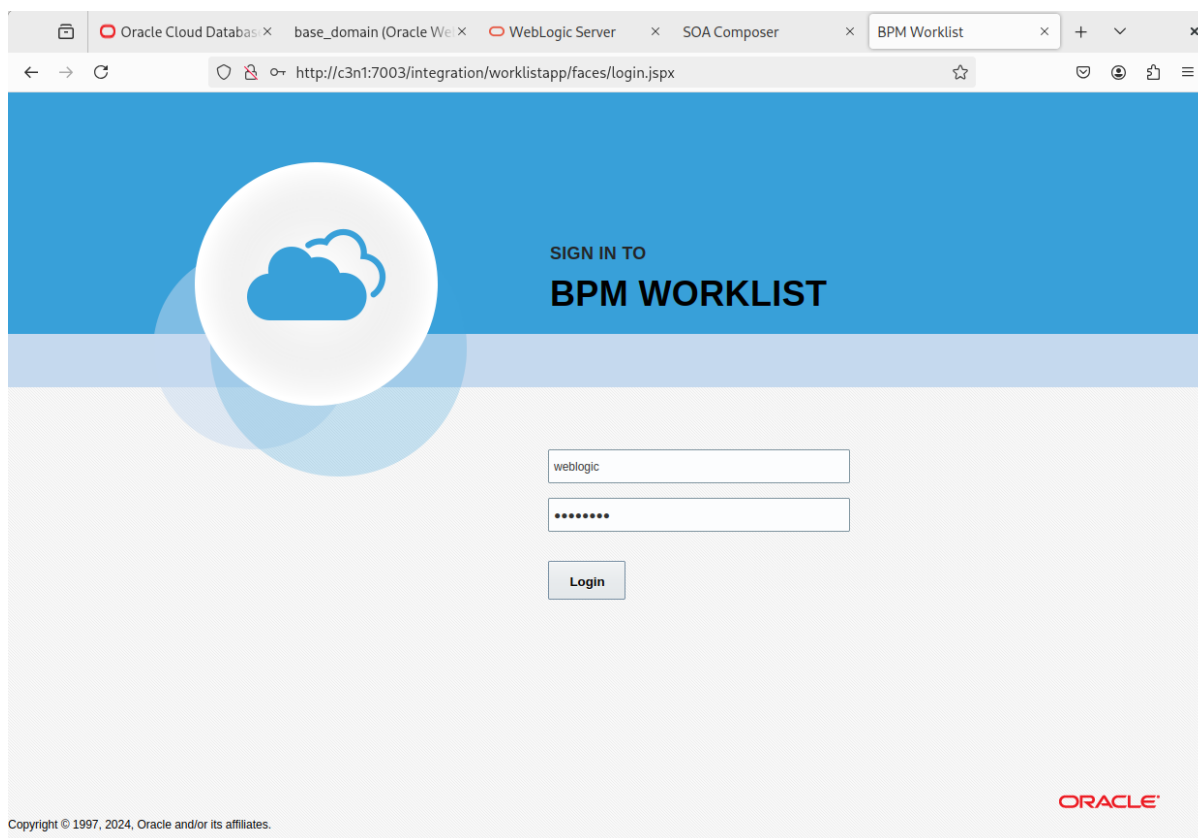 Oracle Cloud Databas
base_domain (Oracle We
WebLogic Server
SOA Composer
BPM Worklist
http://c3n1:7003/integration/worklistapp/faces/login.jspx
SIGN IN TO
BPM WORKLIST
weblogic
••••••••
Login
ORACLE
Copyright © 1997, 2024, Oracle and/or its affiliates.